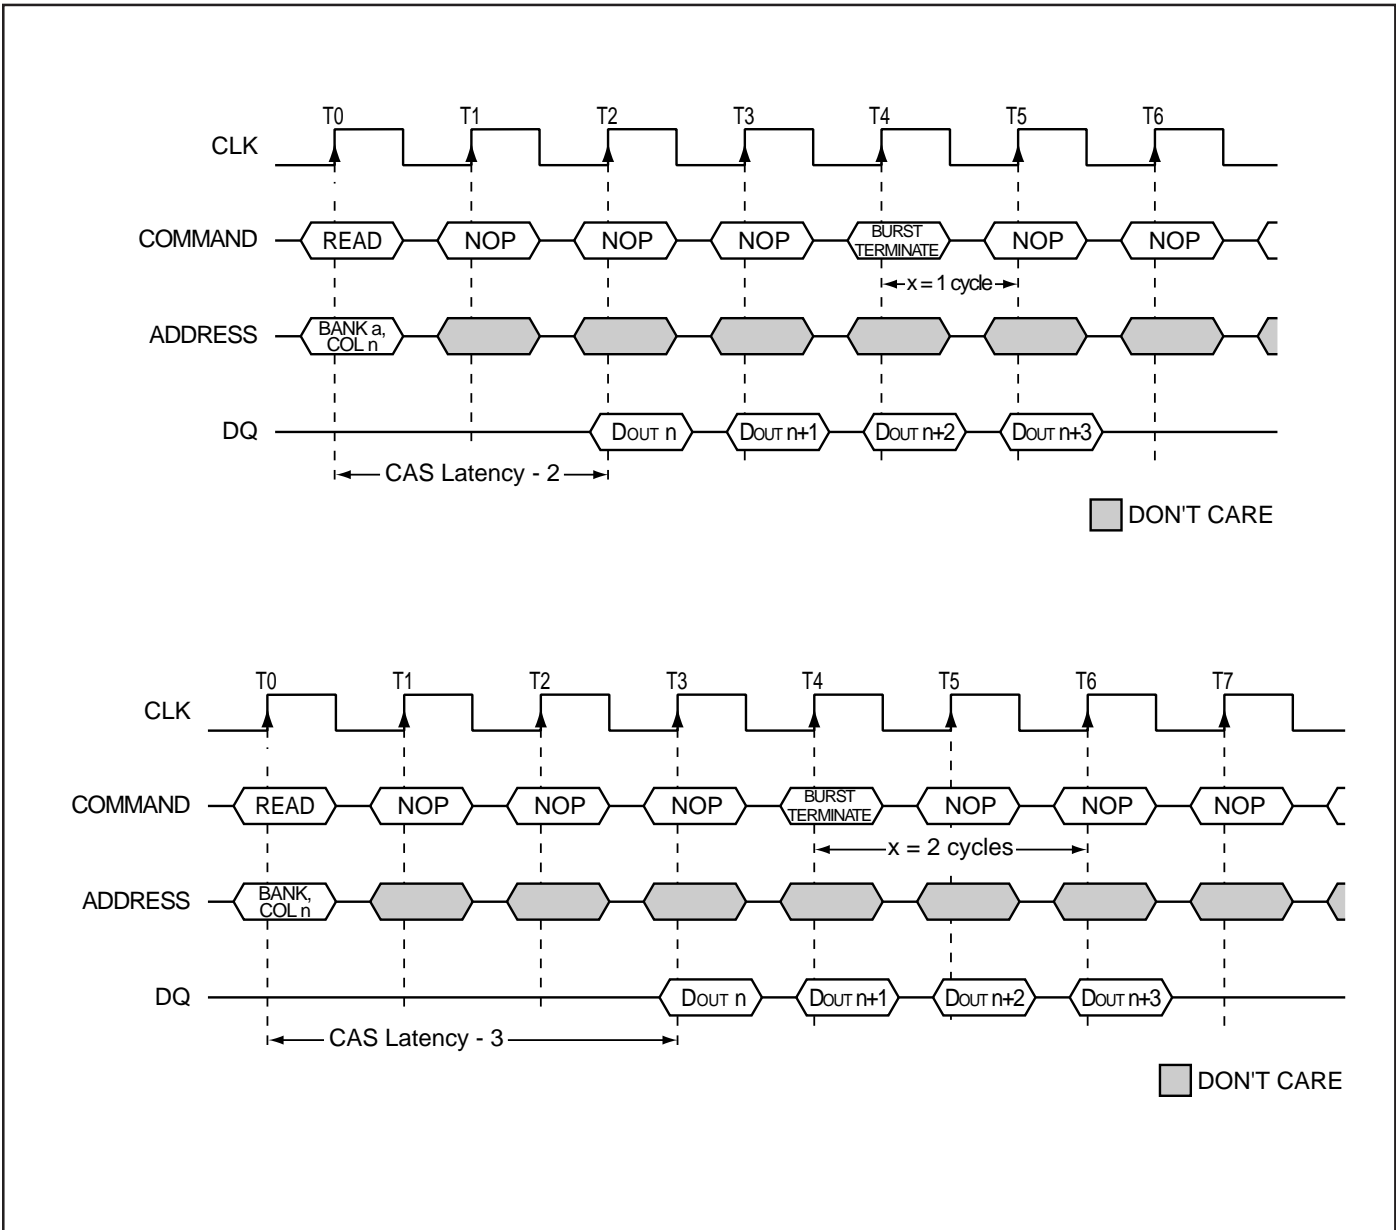 T0 T1 T2 T3 T4 T5 T6
CLK
COMMAND READ NOP NOP NOP BURST TERMINATE NOP NOP
x = 1 cycle
ADDRESS BANK a, COL n
DQ DOUT n DOUT n+1 DOUT n+2 DOUT n+3
CAS Latency - 2
DON'T CARE
T0 T1 T2 T3 T4 T5 T6 T7
CLK
COMMAND READ NOP NOP NOP BURST TERMINATE NOP NOP NOP
x = 2 cycles
ADDRESS BANK, COL n
DQ DOUT n DOUT n+1 DOUT n+2 DOUT n+3
CAS Latency - 3
DON'T CARE